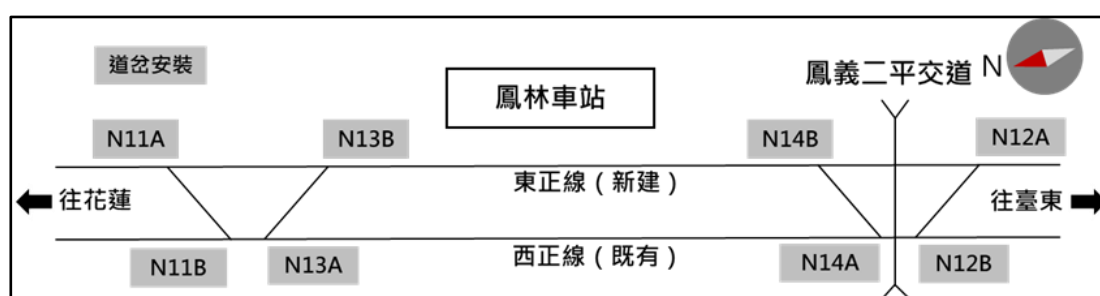 道岔安裝
鳳林車站
鳳義二平交道
N
N11A
N13B
N14B
N12A
東正線（新建）
往花蓮
往臺東
西正線（既有）
N11B
N13A
N14A
N12B